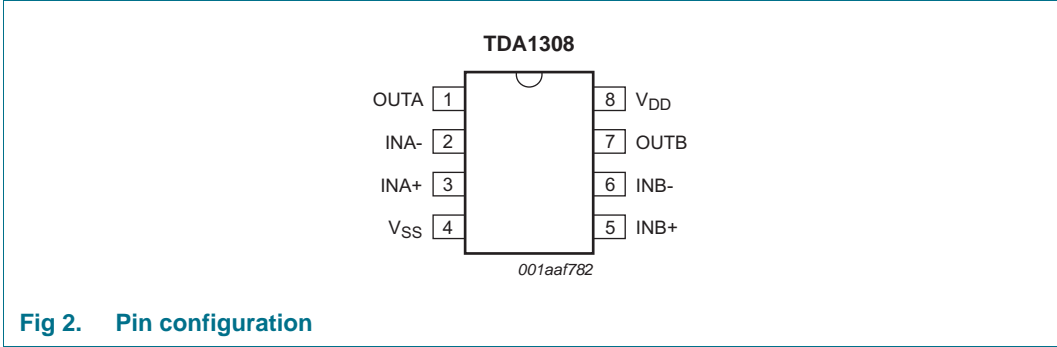 TDA1308
OUTA 1 8 VDD
INA- 2 7 OUTB
INA+ 3 6 INB-
VSS 4 5 INB+
001aaf782
Fig 2. Pin configuration